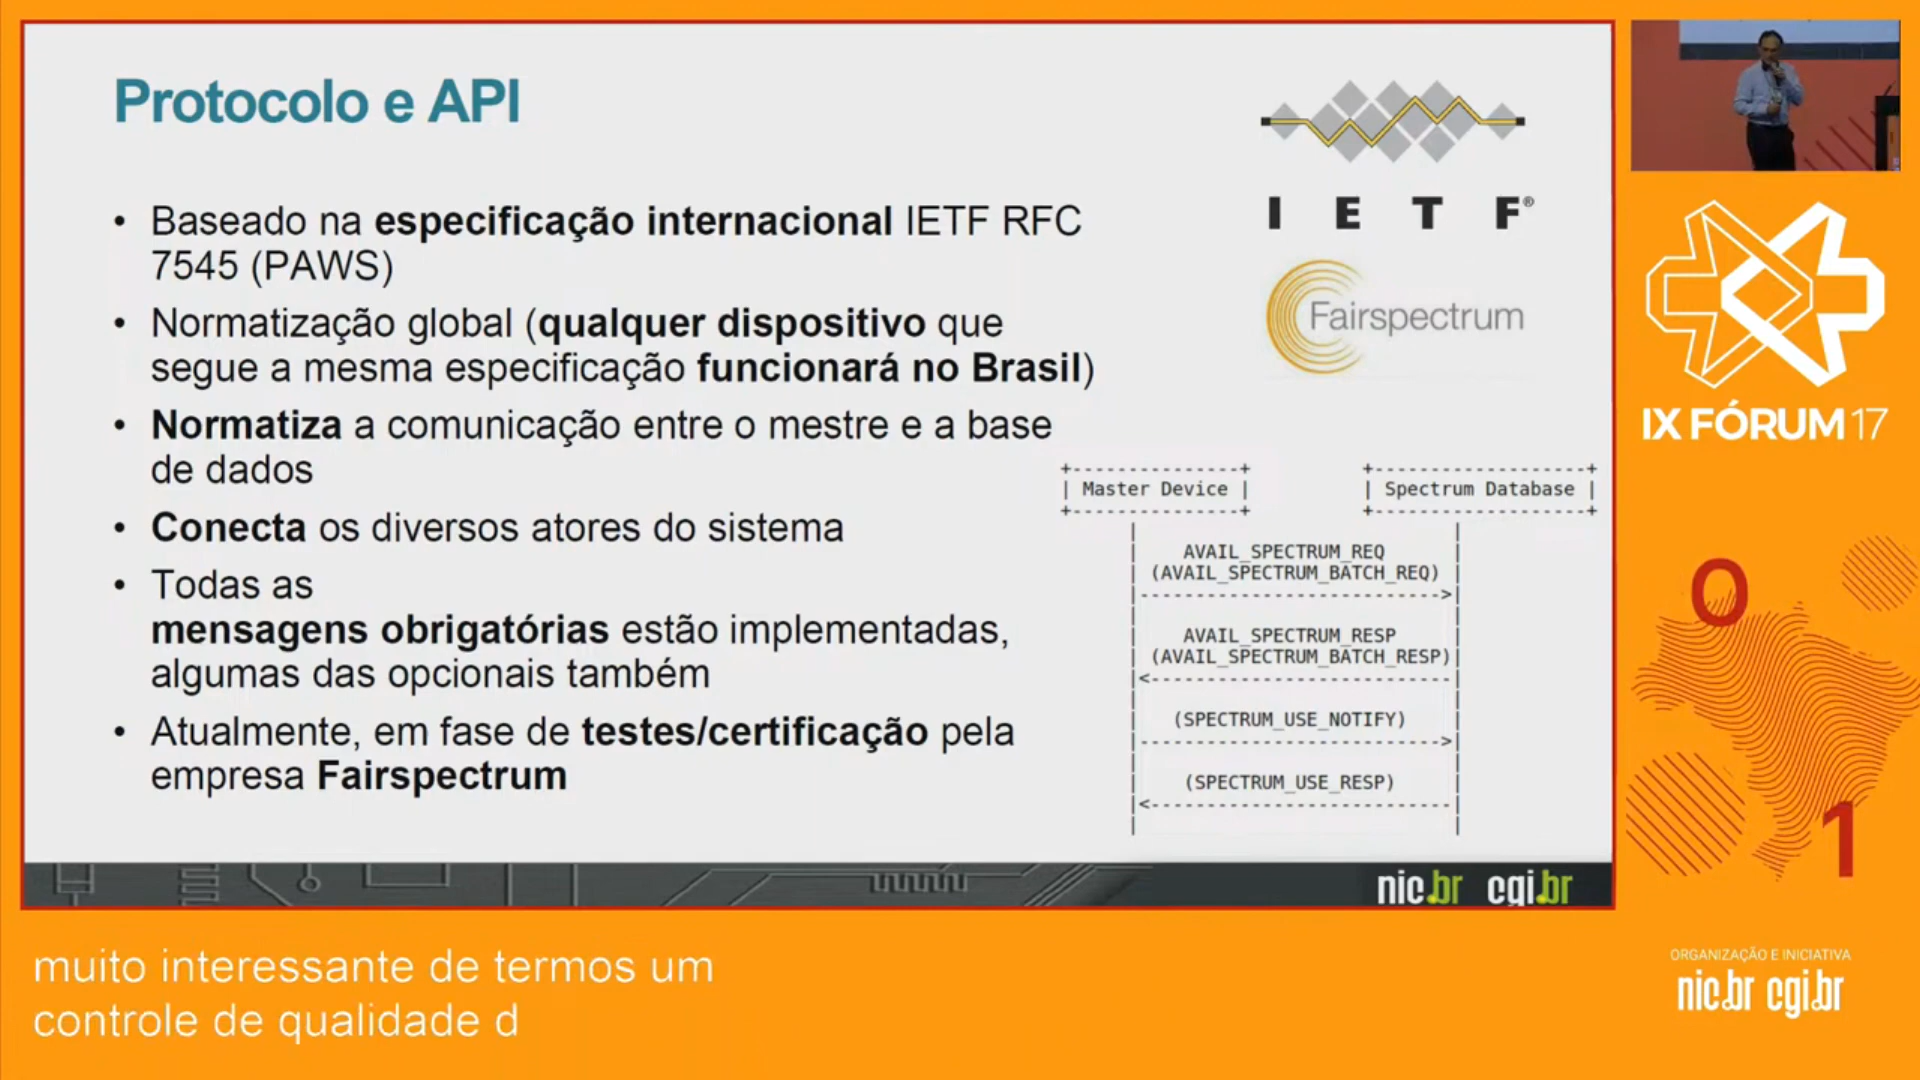 Protocolo e API
• Baseado na especificação internacional IETF RFC
7545 (PAWS)
• Normatização global (qualquer dispositivo que
segue a mesma especificação funcionará no Brasil)
• Normatiza a comunicação entre o mestre e a base
de dados
• Conecta os diversos atores do sistema
• Todas as
mensagens obrigatórias estão implementadas,
algumas das opcionais também
• Atualmente, em fase de testes/certificação pela
empresa Fairspectrum
I E T F®
Fairspectrum
Master Device
Spectrum Database
AVAIL_SPECTRUM_REQ
(AVAIL_SPECTRUM_BATCH_REQ)
AVAIL_SPECTRUM_RESP
(AVAIL_SPECTRUM_BATCH_RESP)
(SPECTRUM_USE_NOTIFY)
(SPECTRUM_USE_RESP)
nic.br cgi.br
IX FÓRUM 17
0
1
muito interessante de termos um
controle de qualidade d
ORGANIZAÇÃO E INICIATIVA
nic.br cgi.br